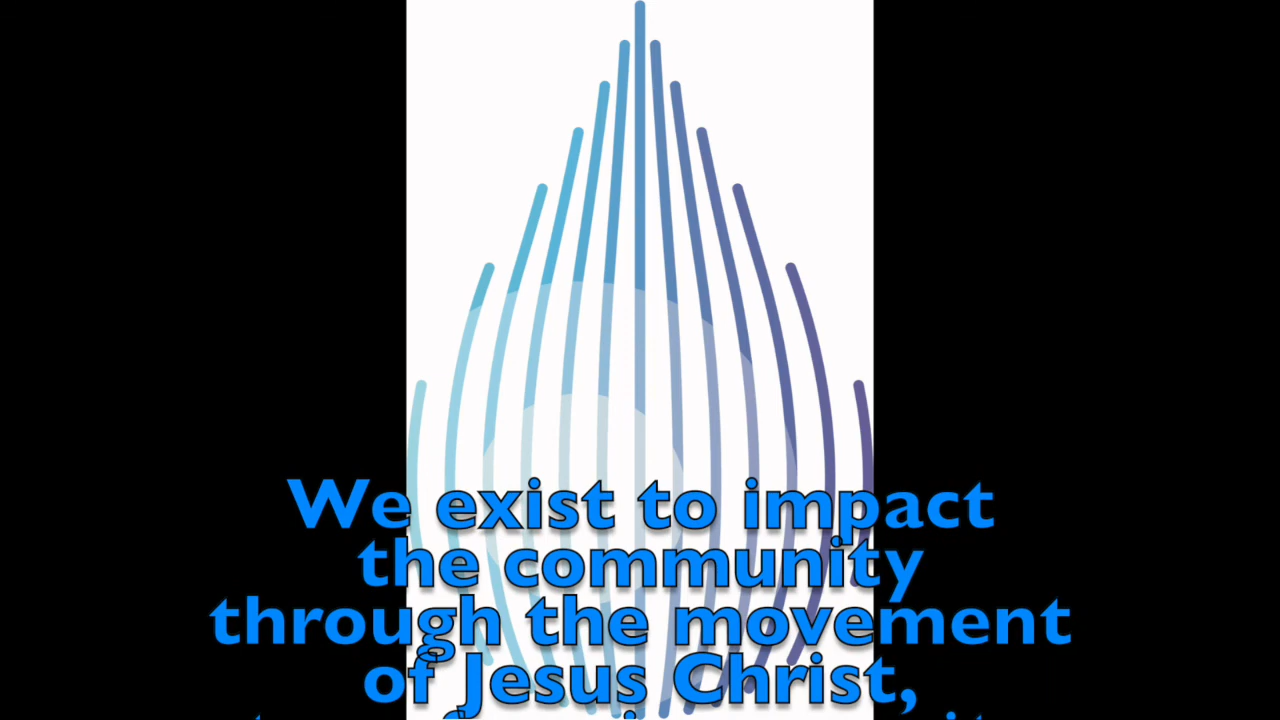 We exist to impact
the community
through the movement
of Jesus Christ,